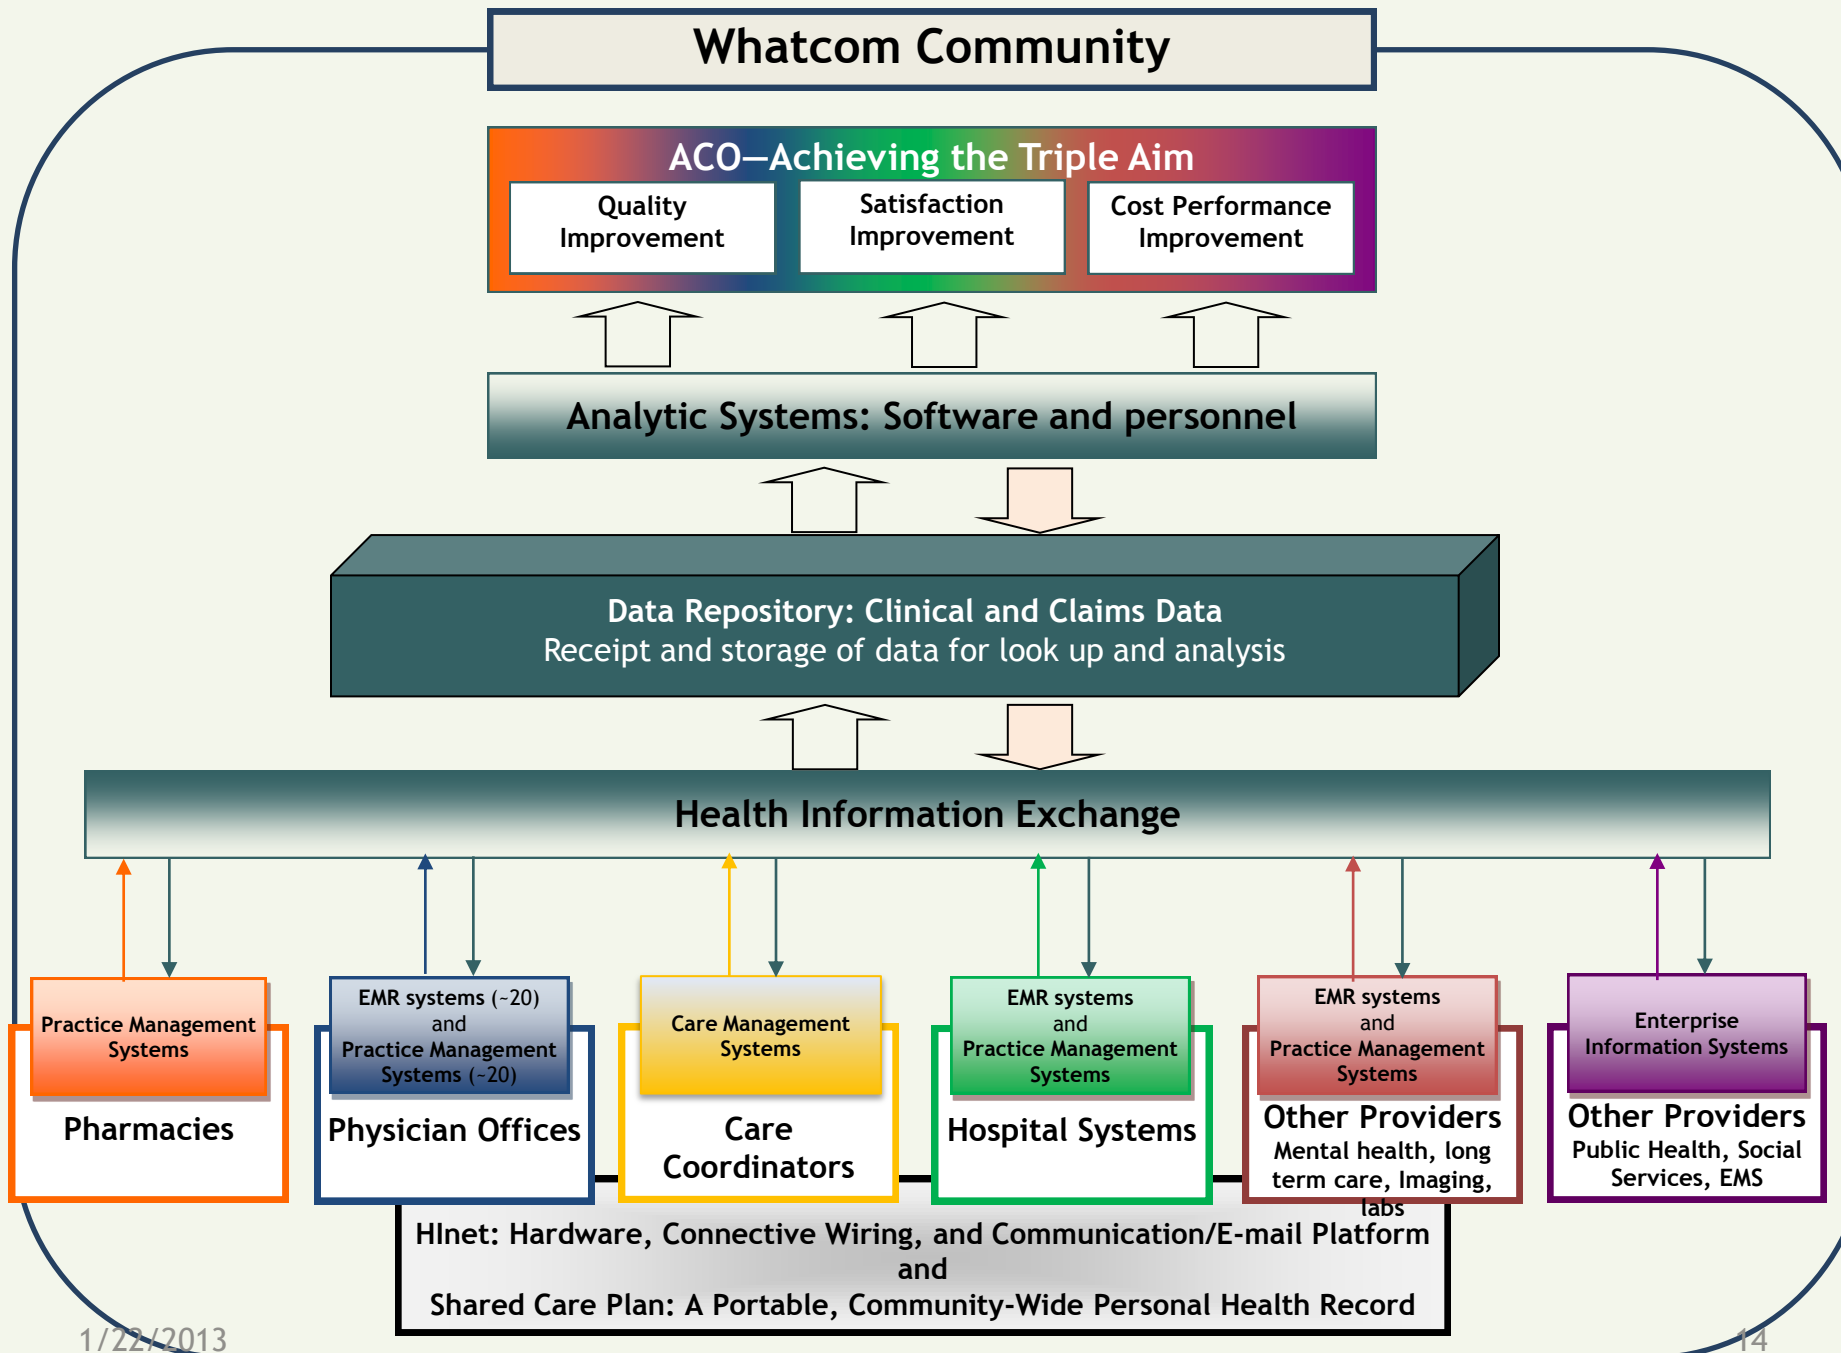 Whatcom Community
ACO—Achieving the Triple Aim
Quality
Improvement
Satisfaction
Improvement
Cost Performance
Improvement
Analytic Systems: Software and personnel
Data Repository: Clinical and Claims Data
Receipt and storage of data for look up and analysis
Health Information Exchange
Practice Management
Systems
Pharmacies
EMR systems (~20)
and
Practice Management
Systems (~20)
Physician Offices
Care Management
Systems
Care
Coordinators
EMR systems
and
Practice Management
Systems
Hospital Systems
EMR systems
and
Practice Management
Systems
Other Providers
Mental health, long
term care, Imaging,
labs
Enterprise
Information Systems
Other Providers
Public Health, Social
Services, EMS
HInet: Hardware, Connective Wiring, and Communication/E-mail Platform
and
Shared Care Plan: A Portable, Community-Wide Personal Health Record
1/22/2013
14